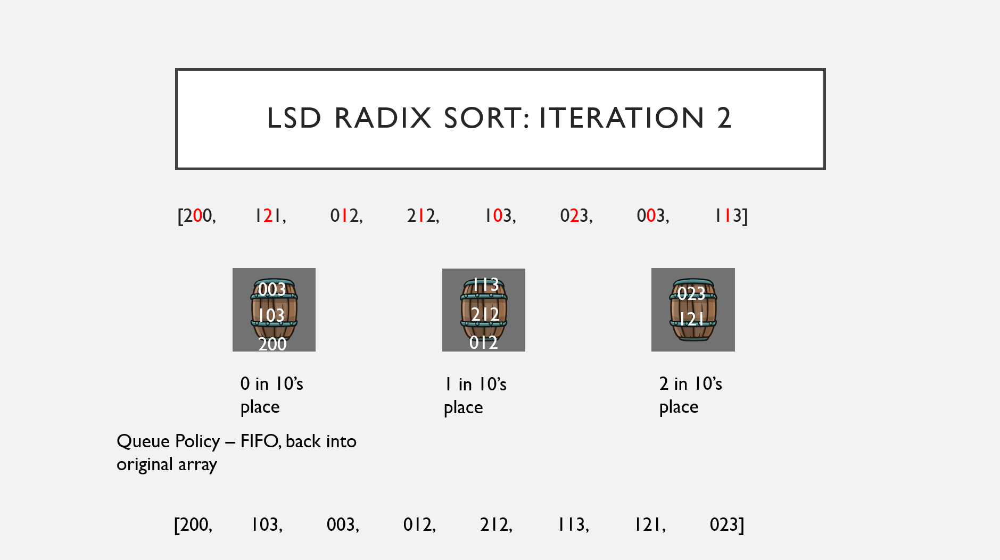 LSD RADIX SORT: ITERATION 2
[200, 121, 012, 212, 103, 023, 003, 113]
003
103
200
113
212
012
023
121
0 in 10’s
place
1 in 10’s
place
2 in 10’s
place
Queue Policy – FIFO, back into
original array
[200, 103, 003, 012, 212, 113, 121, 023]